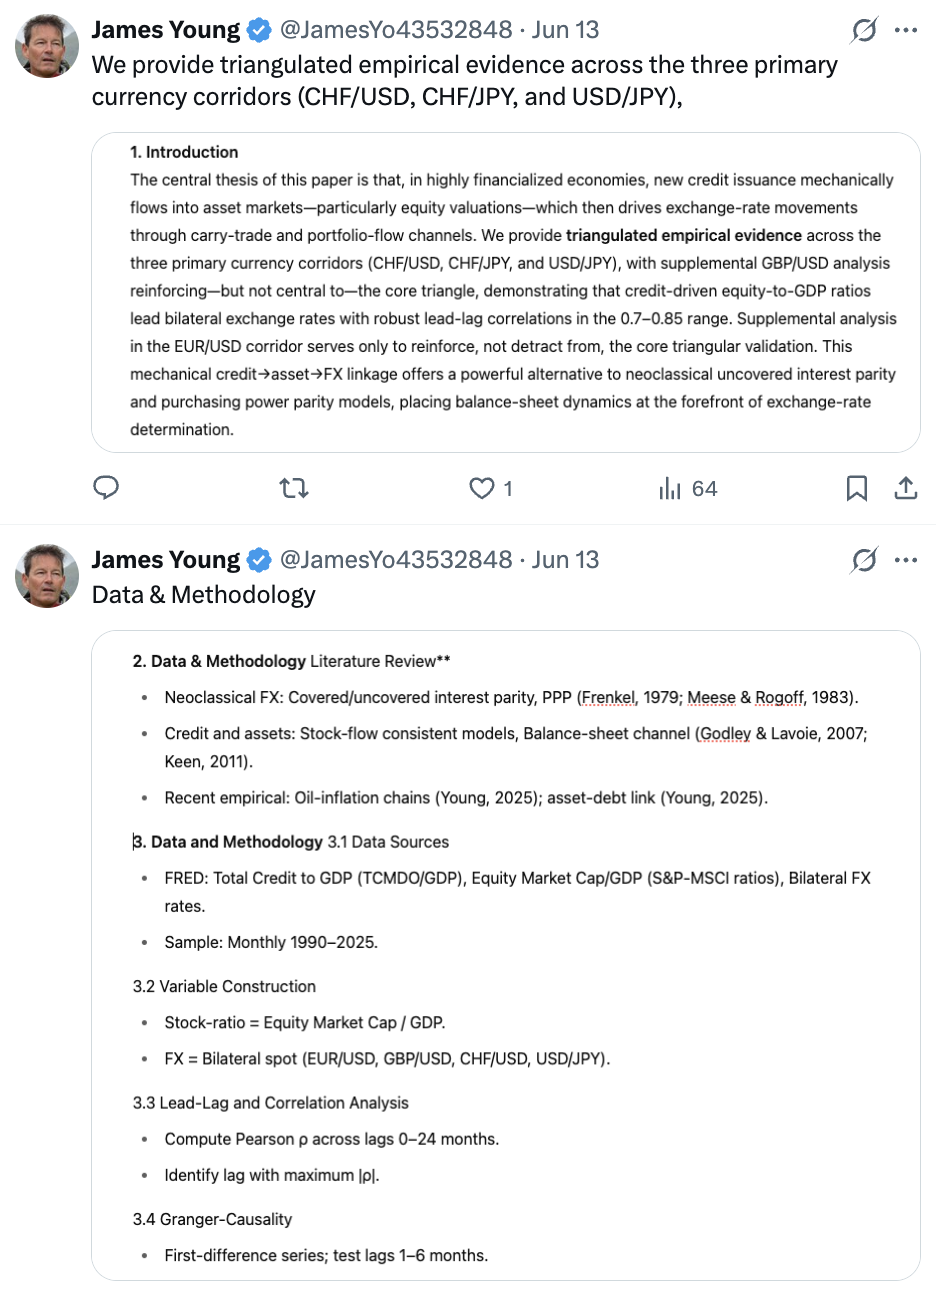 James Young @JamesYo43532848 · Jun 13
We provide triangulated empirical evidence across the three primary
currency corridors (CHF/USD, CHF/JPY, and USD/JPY),
1. Introduction
The central thesis of this paper is that, in highly financialized economies, new credit issuance mechanically
flows into asset markets—particularly equity valuations—which then drives exchange-rate movements
through carry-trade and portfolio-flow channels. We provide triangulated empirical evidence across the
three primary currency corridors (CHF/USD, CHF/JPY, and USD/JPY), with supplemental GBP/USD analysis
reinforcing—but not central to—the core triangle, demonstrating that credit-driven equity-to-GDP ratios
lead bilateral exchange rates with robust lead-lag correlations in the 0.7–0.85 range. Supplemental analysis
in the EUR/USD corridor serves only to reinforce, not detract from, the core triangular validation. This
mechanical credit→asset→FX linkage offers a powerful alternative to neoclassical uncovered interest parity
and purchasing power parity models, placing balance-sheet dynamics at the forefront of exchange-rate
determination.
1
64
James Young @JamesYo43532848 · Jun 13
Data & Methodology
2. Data & Methodology Literature Review**
• Neoclassical FX: Covered/uncovered interest parity, PPP (Frenkel, 1979; Meese & Rogoff, 1983).
• Credit and assets: Stock-flow consistent models, Balance-sheet channel (Godley & Lavoie, 2007;
Keen, 2011).
• Recent empirical: Oil-inflation chains (Young, 2025); asset-debt link (Young, 2025).
3. Data and Methodology 3.1 Data Sources
• FRED: Total Credit to GDP (TCMDO/GDP), Equity Market Cap/GDP (S&P-MSCI ratios), Bilateral FX
rates.
• Sample: Monthly 1990–2025.
3.2 Variable Construction
• Stock-ratio = Equity Market Cap / GDP.
• FX = Bilateral spot (EUR/USD, GBP/USD, CHF/USD, USD/JPY).
3.3 Lead-Lag and Correlation Analysis
• Compute Pearson ρ across lags 0–24 months.
• Identify lag with maximum |ρ|.
3.4 Granger-Causality
• First-difference series; test lags 1–6 months.